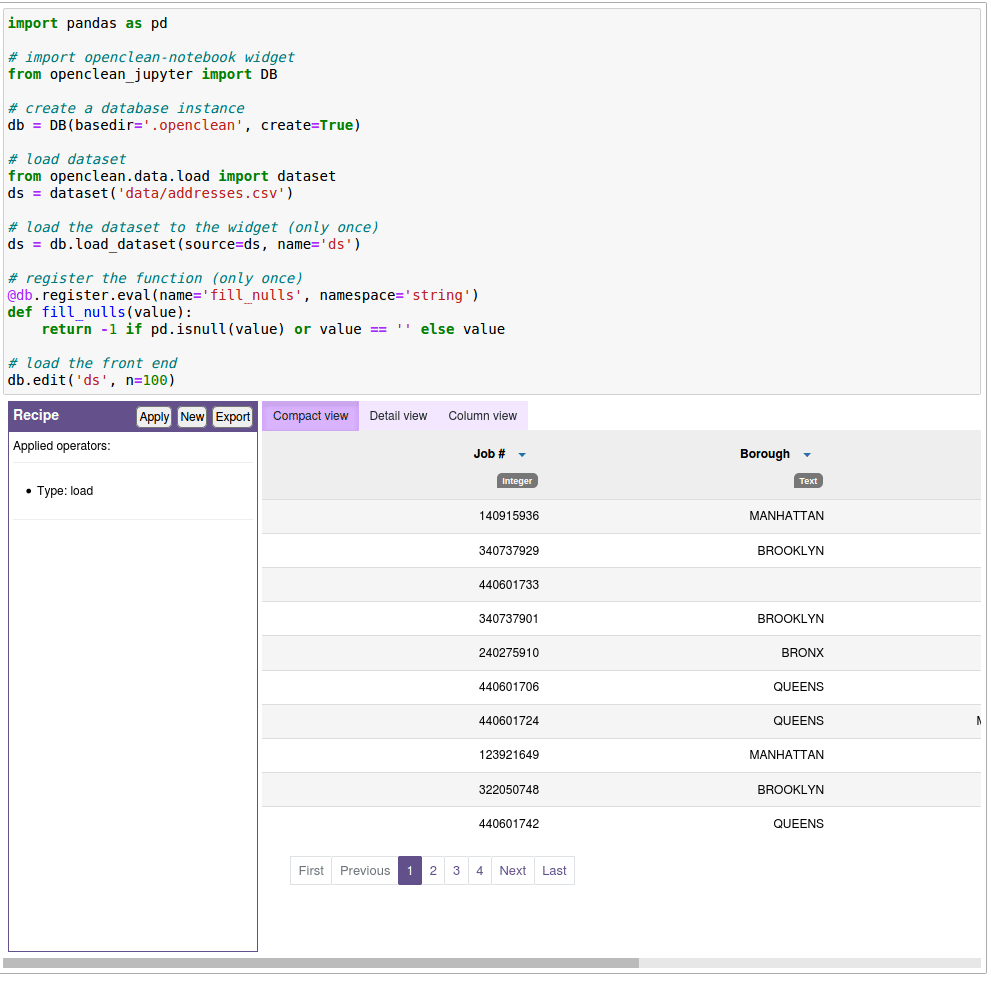 import pandas as pd
# import openclean-notebook widget
from openclean_jupyter import DB
# create a database instance
db = DB(basedir='.openclean', create=True)
# load dataset
from openclean.data.load import dataset
ds = dataset('data/addresses.csv')
# load the dataset to the widget (only once)
ds = db.load_dataset(source=ds, name='ds')
# register the function (only once)
@db.register.eval(name='fill_nulls', namespace='string')
def fill_nulls(value):
    return -1 if pd.isnull(value) or value == '' else value
# load the front end
db.edit('ds', n=100)
Recipe Apply New Export
Applied operators:
• Type: load
Compact view Detail view Column view
Job # Borough
Integer Text
140915936 MANHATTAN
340737929 BROOKLYN
440601733
340737901 BROOKLYN
240275910 BRONX
440601706 QUEENS
440601724 QUEENS
123921649 MANHATTAN
322050748 BROOKLYN
440601742 QUEENS
First Previous 1 2 3 4 Next Last